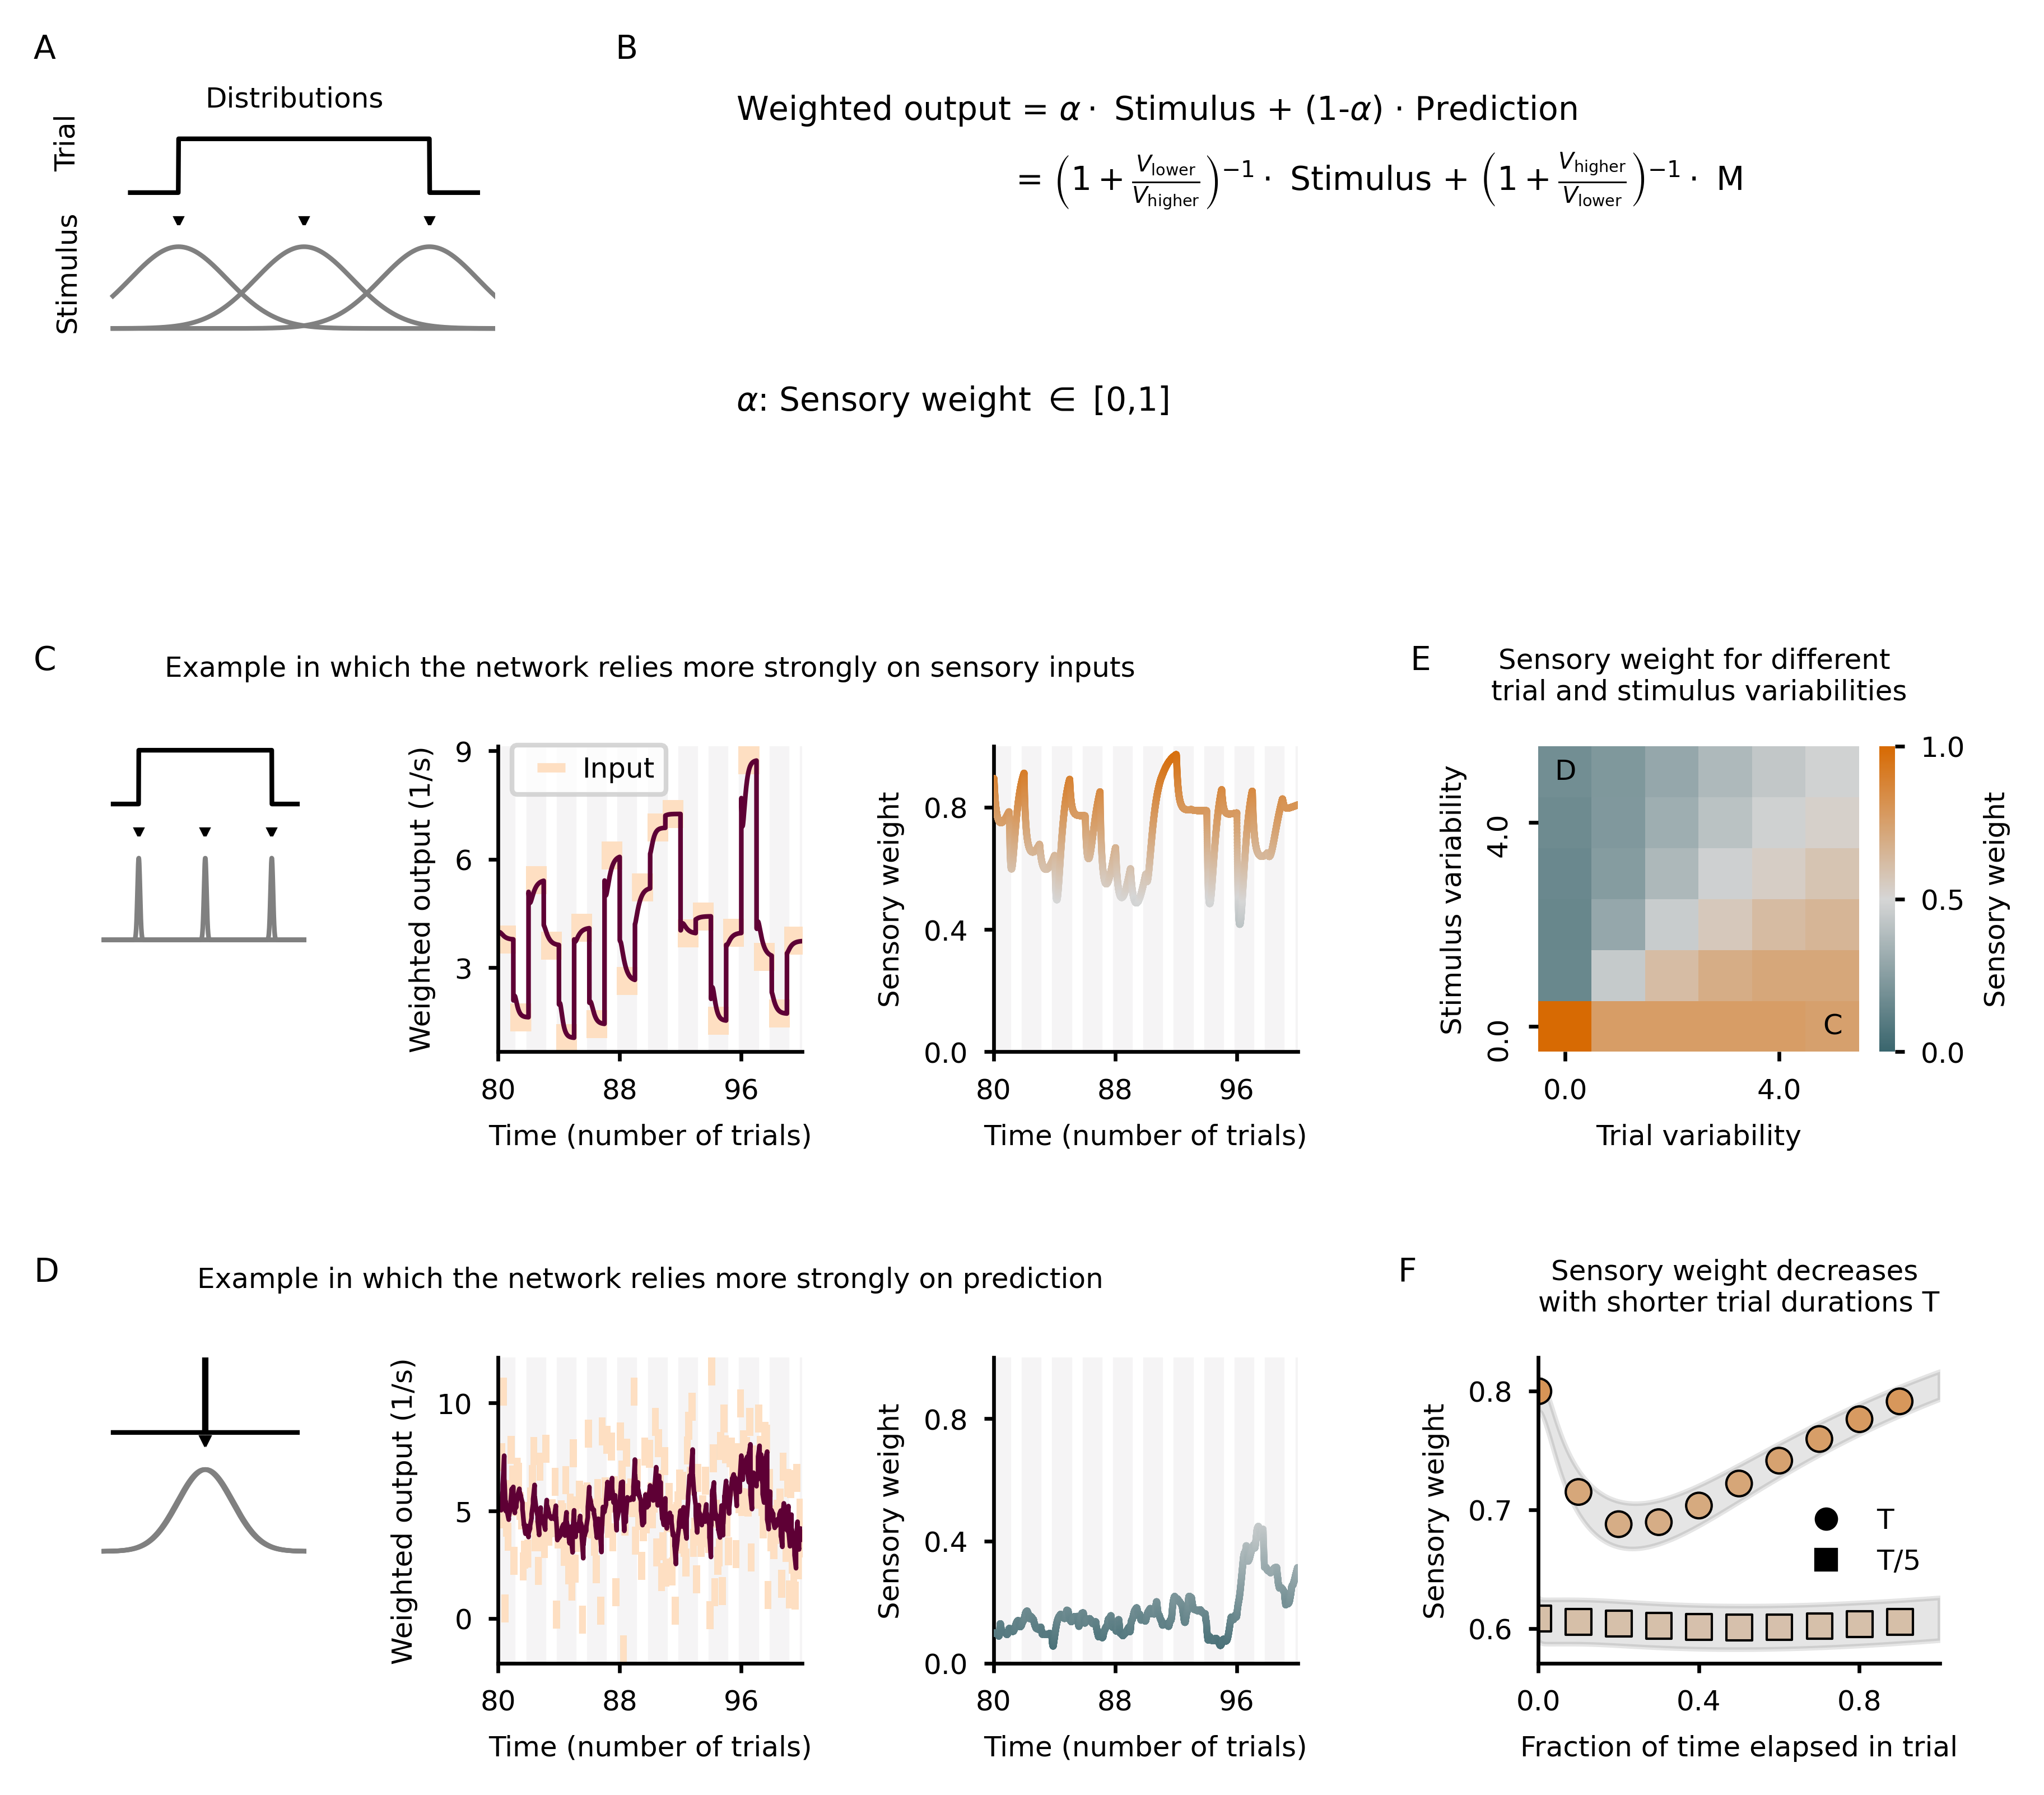 A
Distributions
Trial
Stimulus
B
Weighted output = α · Stimulus + (1-α) · Prediction
= (1 + V_lower / V_higher)^−1 · Stimulus + (1 + V_higher / V_lower)^−1 · M
α: Sensory weight ∈ [0,1]
C
Example in which the network relies more strongly on sensory inputs
Weighted output (1/s)
9
6
3
Input
80
88
96
Time (number of trials)
Sensory weight
0.8
0.4
0.0
80
88
96
Time (number of trials)
E
Sensory weight for different
trial and stimulus variabilities
Stimulus variability
4.0
0.0
D
C
0.0
4.0
Trial variability
1.0
0.5
0.0
Sensory weight
D
Example in which the network relies more strongly on prediction
Weighted output (1/s)
10
5
0
80
88
96
Time (number of trials)
Sensory weight
0.8
0.4
0.0
80
88
96
Time (number of trials)
F
Sensory weight decreases
with shorter trial durations T
Sensory weight
0.8
0.7
0.6
T
T/5
0.0
0.4
0.8
Fraction of time elapsed in trial